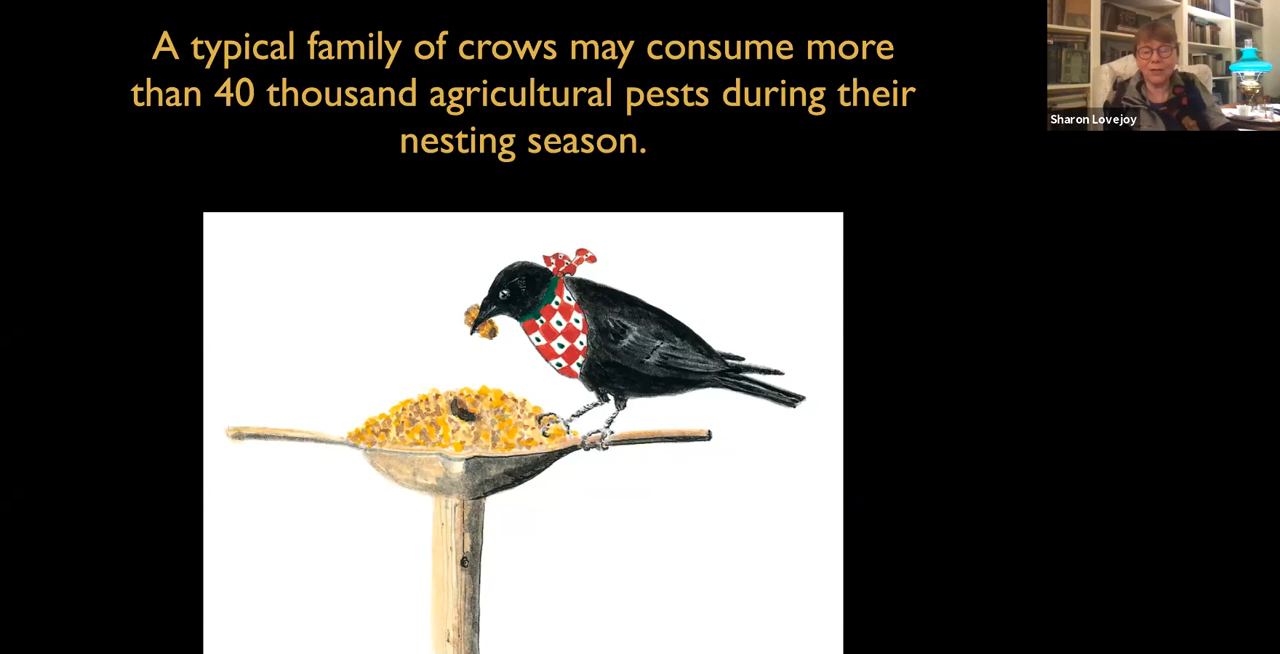 A typical family of crows may consume more
than 40 thousand agricultural pests during their
nesting season.
Sharon Lovejoy